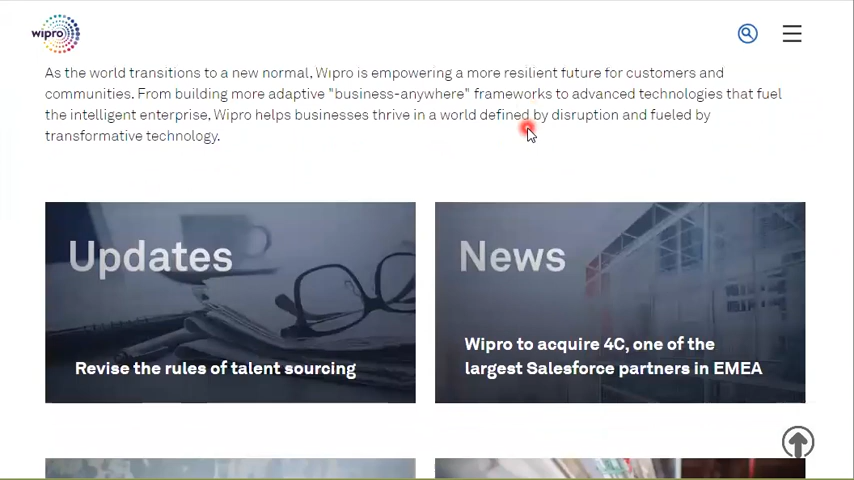 wipro
As the world transitions to a new normal, Wipro is empowering a more resilient future for customers and
communities. From building more adaptive "business-anywhere" frameworks to advanced technologies that fuel
the intelligent enterprise, Wipro helps businesses thrive in a world defined by disruption and fueled by
transformative technology.
Updates
Revise the rules of talent sourcing
News
Wipro to acquire 4C, one of the
largest Salesforce partners in EMEA